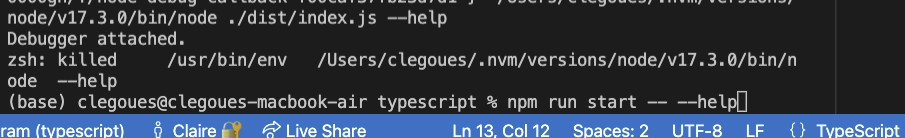 node/v17.3.0/bin/node ./dist/index.js --help
Debugger attached.
zsh: killed     /usr/bin/env   /Users/clegoues/.nvm/versions/node/v17.3.0/bin/n
ode  --help
(base) clegoues@clegoues-macbook-air typescript % npm run start -- --help
ram (typescript) Claire 🔐 Live Share Ln 13, Col 12 Spaces: 2 UTF-8 LF {} TypeScript